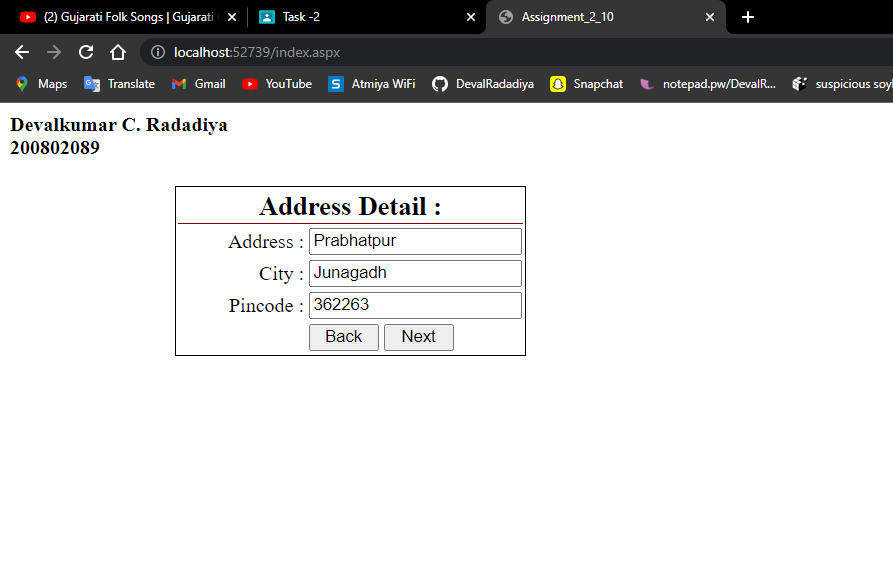 (2) Gujarati Folk Songs | Gujarati
Task -2
Assignment_2_10
localhost:52739/index.aspx
Maps
Translate
Gmail
YouTube
Atmiya WiFi
DevalRadadiya
Snapchat
notepad.pw/DevalR...
suspicious soyl
Devalkumar C. Radadiya
200802089
Address Detail :
Address : Prabhatpur
City : Junagadh
Pincode : 362263
Back Next